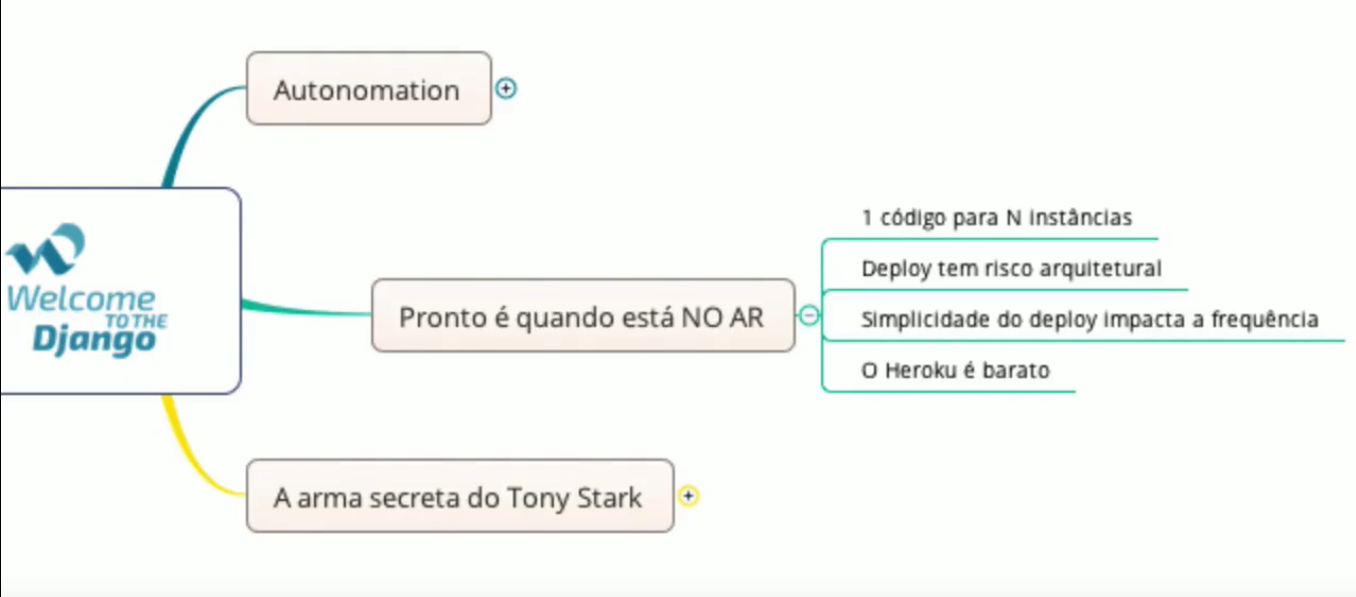 Autonomation
Welcome
TO THE
Django
Pronto é quando está NO AR
1 código para N instâncias
Deploy tem risco arquitetural
Simplicidade do deploy impacta a frequência
O Heroku é barato
A arma secreta do Tony Stark